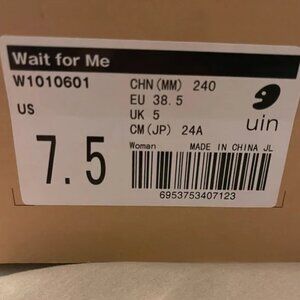 Wait for Me
W1010601
US
7.5
CHN(MM) 240
EU 38.5
UK 5
CM(JP) 24A
uin
Woman MADE IN CHINA JL
6953753407123